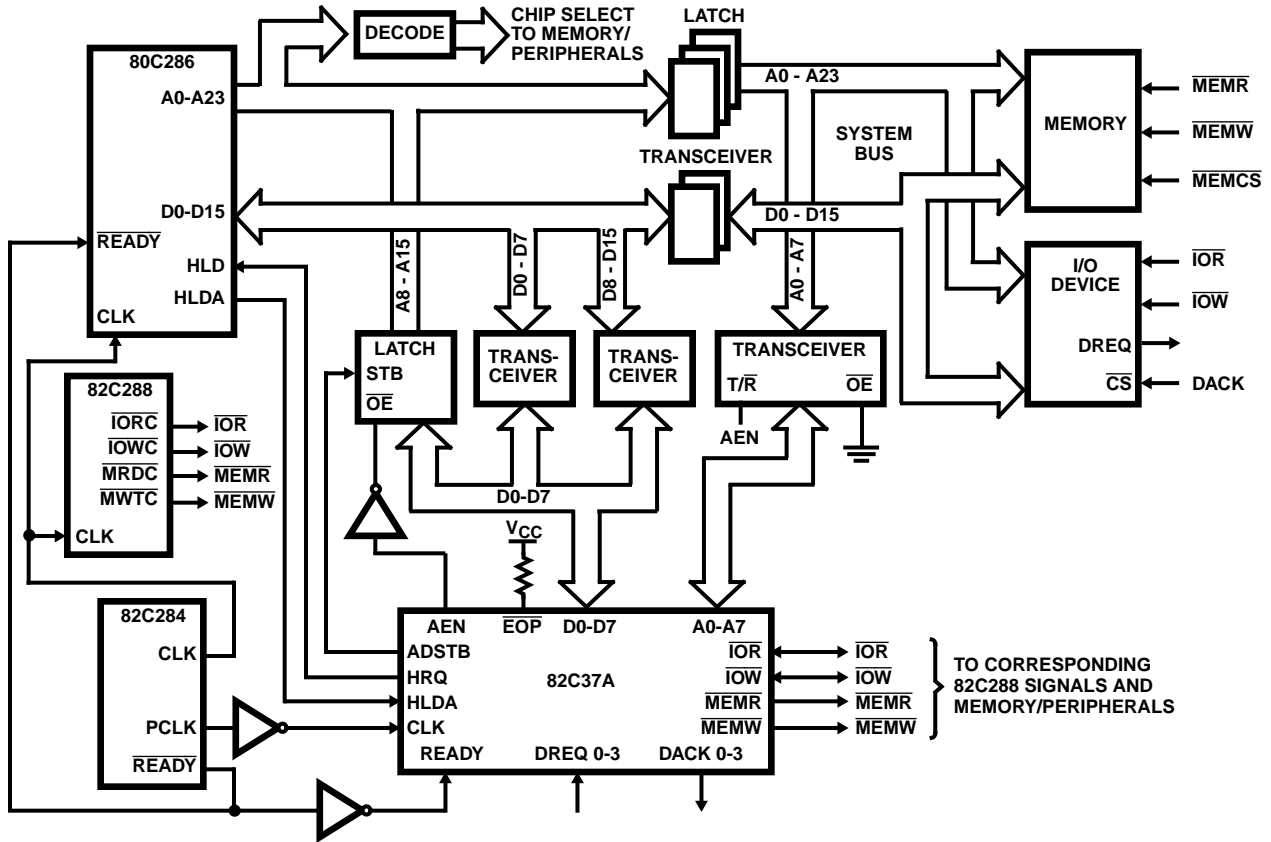 CHIP SELECT
TO MEMORY/
PERIPHERALS
DECODE
LATCH
80C286
A0-A23
D0-D15
READY
HLD
HLDA
CLK
A0 - A23
TRANSCEIVER
SYSTEM
BUS
D0 - D15
MEMORY
MEMR
MEMW
MEMCS
I/O
DEVICE
DREQ
CS
IOR
IOW
DACK
A8 - A15
D0 - D7
D8 - D15
A0 - A7
LATCH
STB
OE
TRANS-
CEIVER
TRANS-
CEIVER
TRANSCEIVER
T/R
OE
AEN
82C288
IORC
IOWC
MRDC
MWTC
CLK
IOR
IOW
MEMR
MEMW
D0-D7
VCC
82C284
CLK
PCLK
READY
AEN
EOP
D0-D7
A0-A7
ADSTB
HRQ
HLDA
CLK
82C37A
IOR
IOW
MEMR
MEMW
READY
DREQ 0-3
DACK 0-3
IOR
IOW
MEMR
MEMW
TO CORRESPONDING
82C288 SIGNALS AND
MEMORY/PERIPHERALS